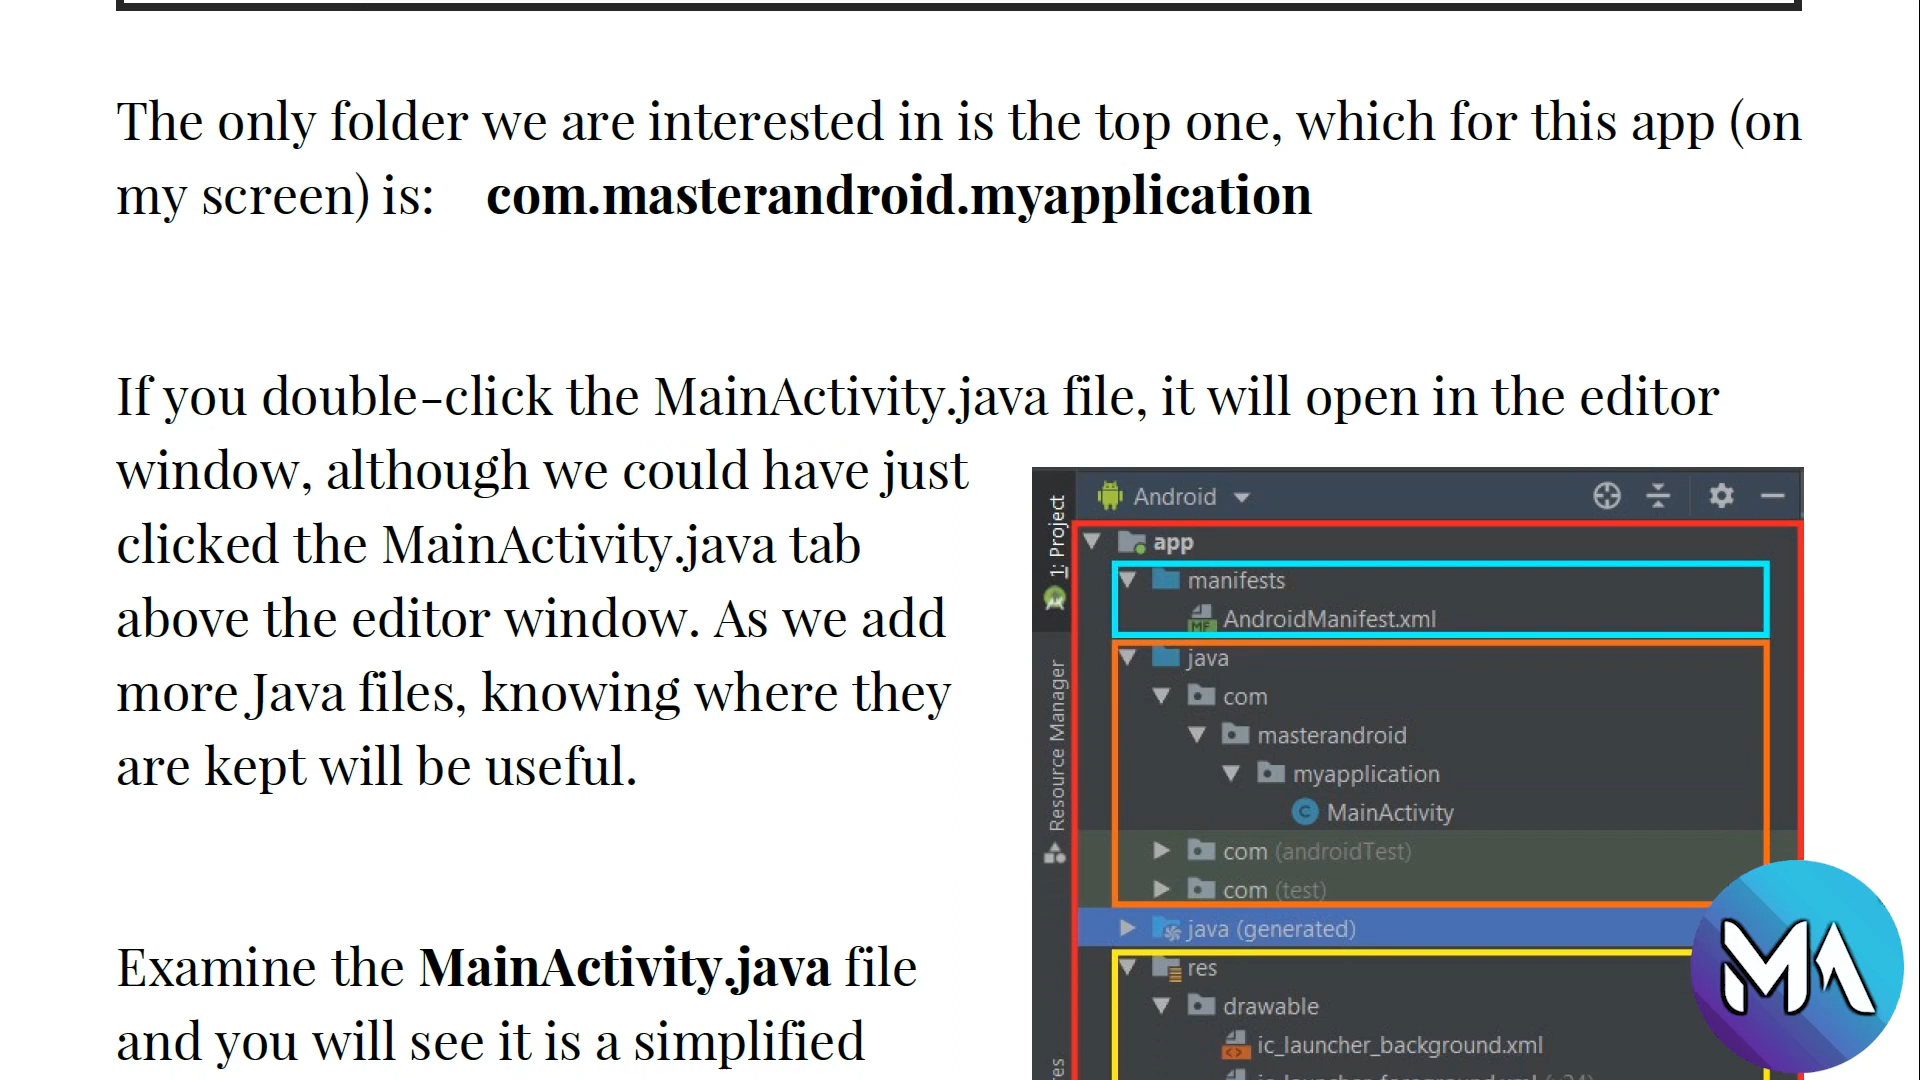 The only folder we are interested in is the top one, which for this app (on
my screen) is: com.masterandroid.myapplication
If you double-click the MainActivity.java file, it will open in the editor
window, although we could have just
clicked the MainActivity.java tab
above the editor window. As we add
more Java files, knowing where they
are kept will be useful.
Examine the MainActivity.java file
and you will see it is a simplified
1: Project
Resource Manager
Android
app
manifests
MF AndroidManifest.xml
java
com
masterandroid
myapplication
C MainActivity
com (androidTest)
com (test)
java (generated)
res
drawable
ic_launcher_background.xml
MA